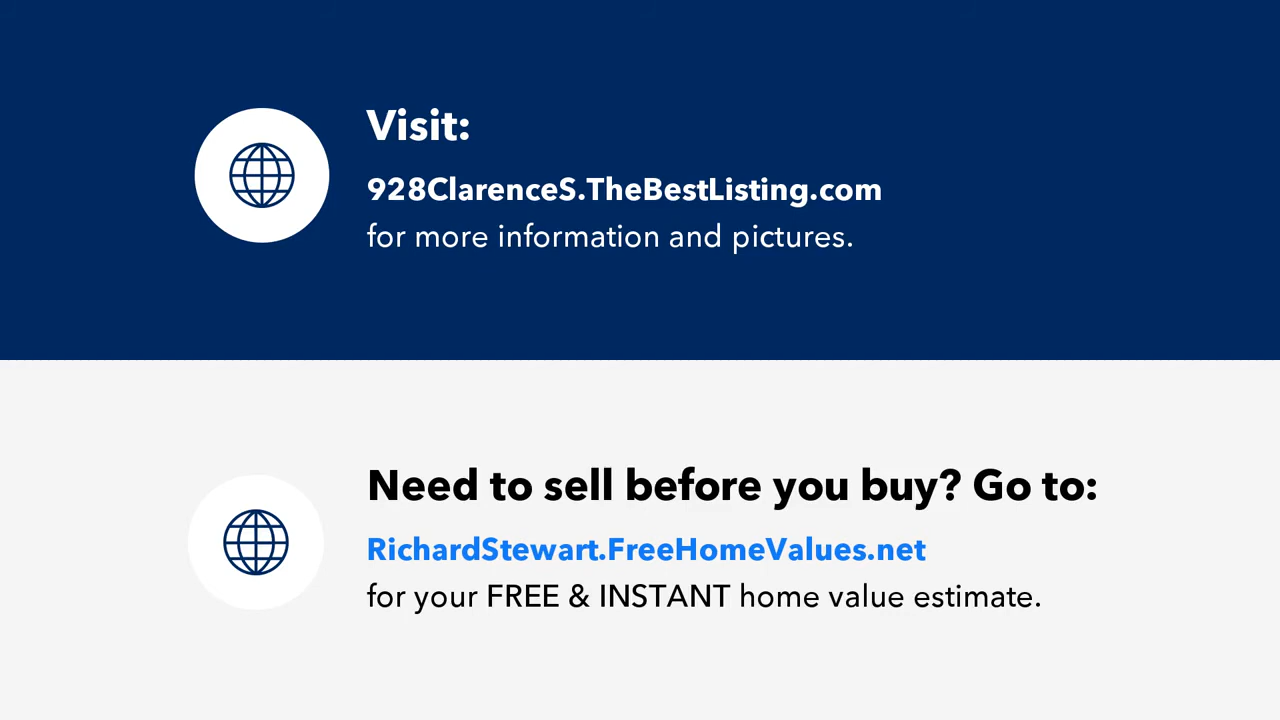 Visit:
928ClarenceS.TheBestListing.com
for more information and pictures.
Need to sell before you buy? Go to:
RichardStewart.FreeHomeValues.net
for your FREE & INSTANT home value estimate.